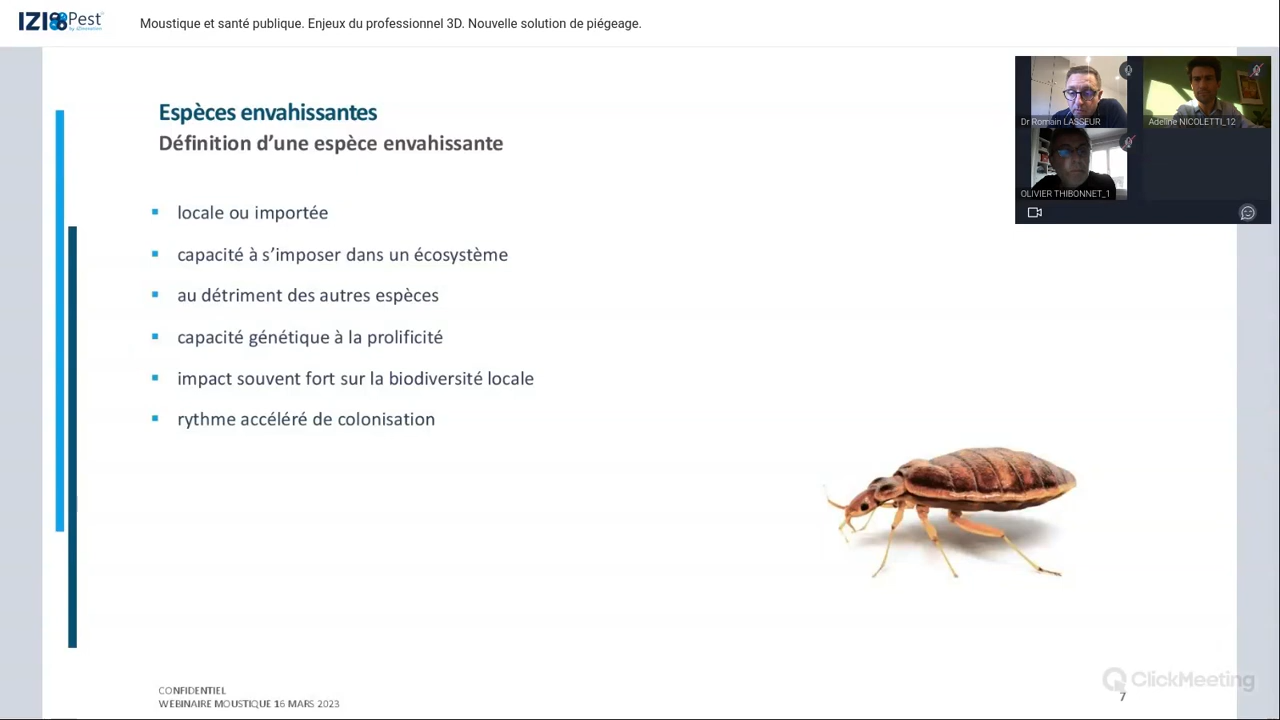 IZI Pest
Moustique et santé publique. Enjeux du professionnel 3D. Nouvelle solution de piégeage.
Espèces envahissantes
Définition d’une espèce envahissante
locale ou importée
capacité à s’imposer dans un écosystème
au détriment des autres espèces
capacité génétique à la prolificité
impact souvent fort sur la biodiversité locale
rythme accéléré de colonisation
Dr Romain LASSEUR
Adeline NICOLETTI_12
OLIVIER THIBONNET_1
CONFIDENTIEL
WEBINAIRE MOUSTIQUE 16 MARS 2023
7
ClickMeeting